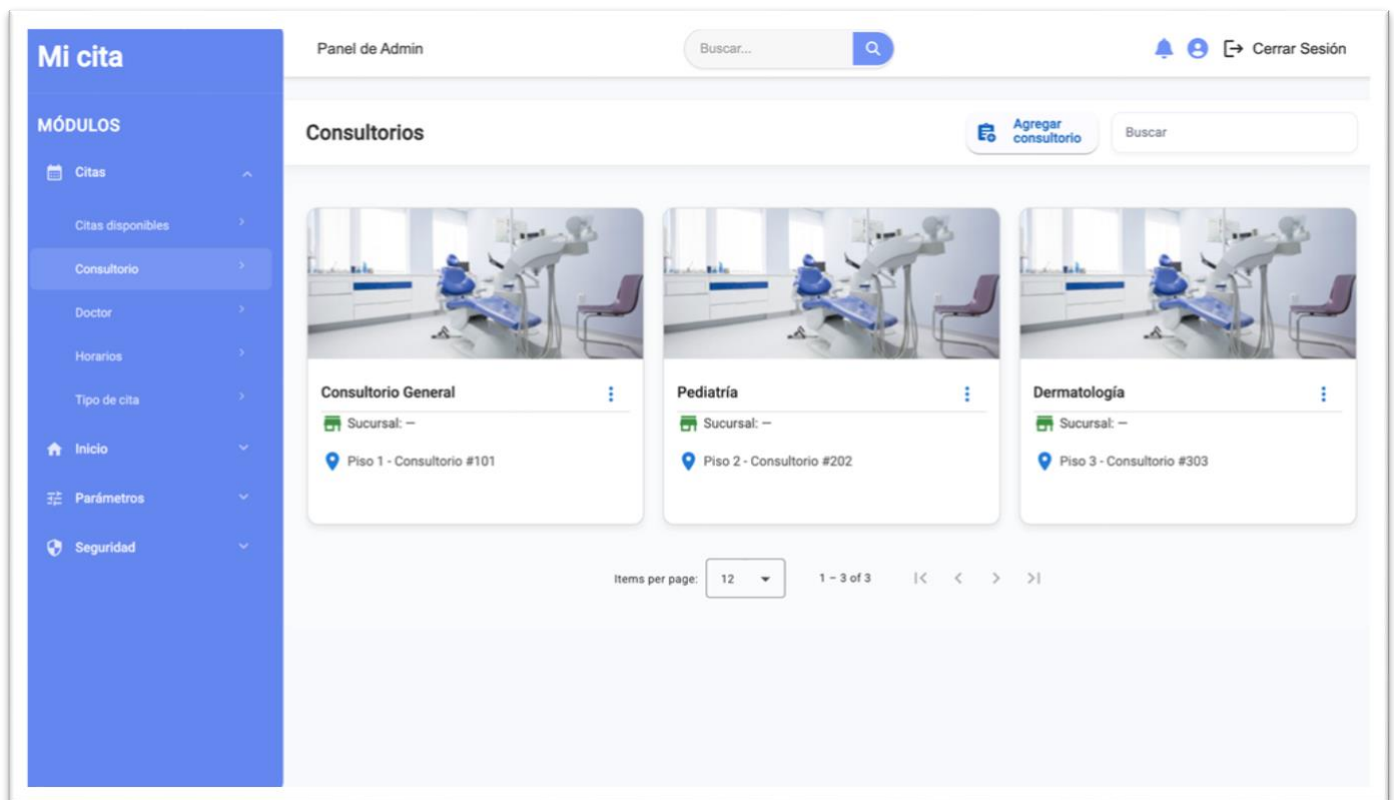 Mi cita
Panel de Admin
Buscar...
Cerrar Sesión
MÓDULOS
Citas
Citas disponibles
Consultorio
Doctor
Horarios
Tipo de cita
Inicio
Parámetros
Seguridad
Consultorios
Agregar
consultorio
Buscar
Consultorio General
Sucursal: —
Piso 1 - Consultorio #101
Pediatría
Sucursal: —
Piso 2 - Consultorio #202
Dermatología
Sucursal: —
Piso 3 - Consultorio #303
Items per page: 12 1 – 3 of 3